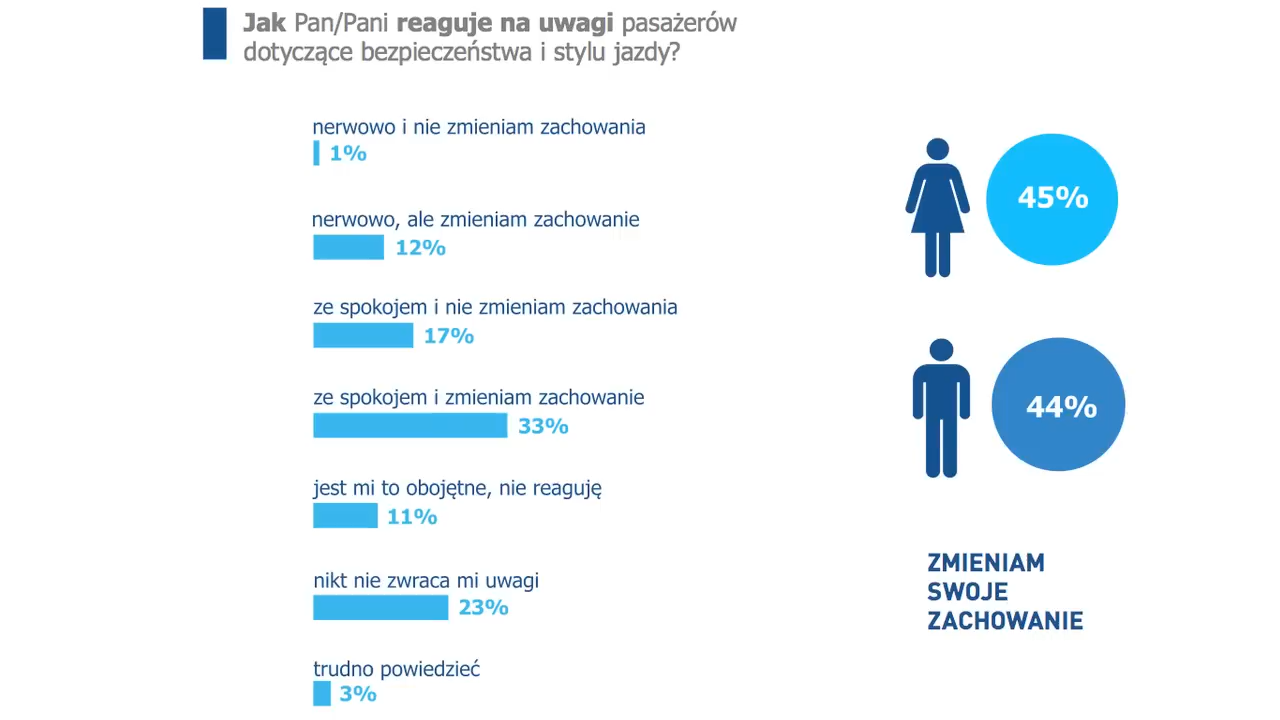 Jak Pan/Pani reaguje na uwagi pasażerów
dotyczące bezpieczeństwa i stylu jazdy?
nerwowo i nie zmieniam zachowania
1%
nerwowo, ale zmieniam zachowanie
12%
ze spokojem i nie zmieniam zachowania
17%
ze spokojem i zmieniam zachowanie
33%
jest mi to obojętne, nie reaguję
11%
nikt nie zwraca mi uwagi
23%
trudno powiedzieć
3%
45%
44%
ZMIENIAM
SWOJE
ZACHOWANIE